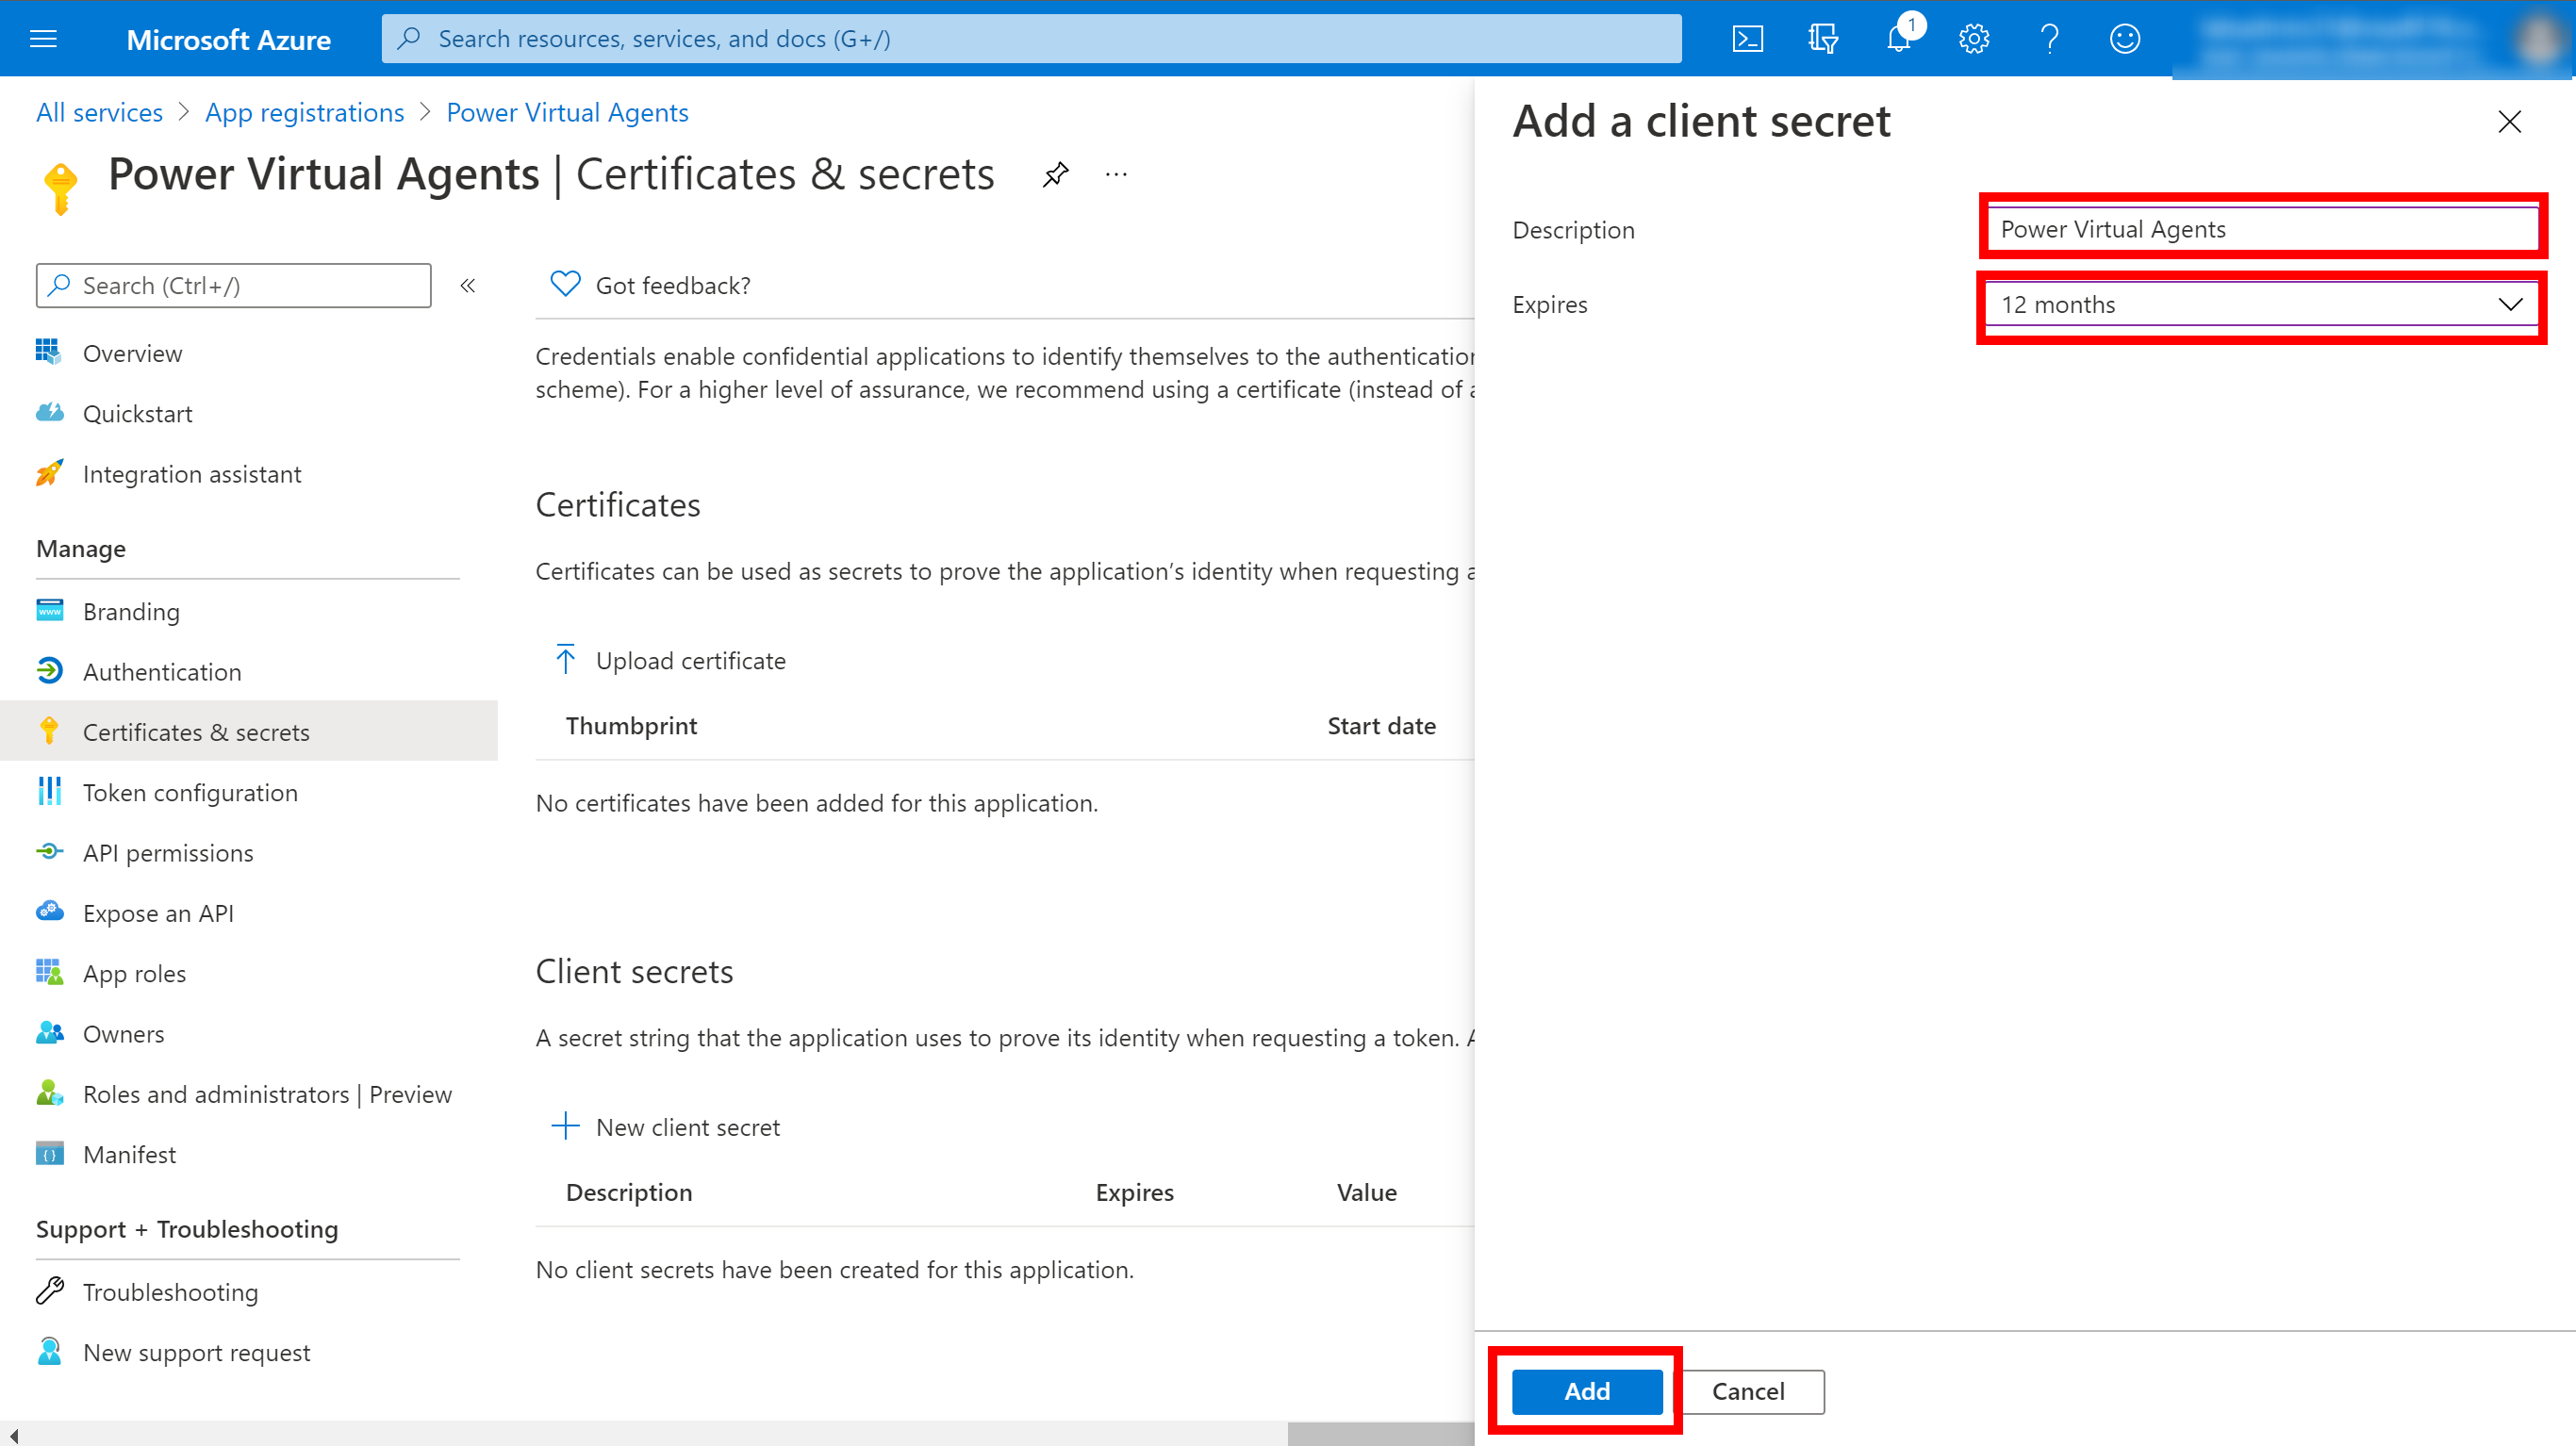 Microsoft Azure
Search resources, services, and docs (G+/)
1
All services > App registrations > Power Virtual Agents
Power Virtual Agents | Certificates & secrets
...
Search (Ctrl+/)
«
Overview
Quickstart
Integration assistant
Manage
Branding
Authentication
Certificates & secrets
Token configuration
API permissions
Expose an API
App roles
Owners
Roles and administrators | Preview
Manifest
Support + Troubleshooting
Troubleshooting
New support request
Got feedback?
Credentials enable confidential applications to identify themselves to the
scheme). For a higher level of assurance, we recommend using a certificate (instead of
Certificates
Certificates can be used as secrets to prove the application's identity when requesting
Upload certificate
Thumbprint Start date
No certificates have been added for this application.
Client secrets
A secret string that the application uses to prove its identity when requesting a token.
New client secret
Description Expires Value
No client secrets have been created for this application.
Add a client secret
Description
Power Virtual Agents
Expires
12 months
Add
Cancel